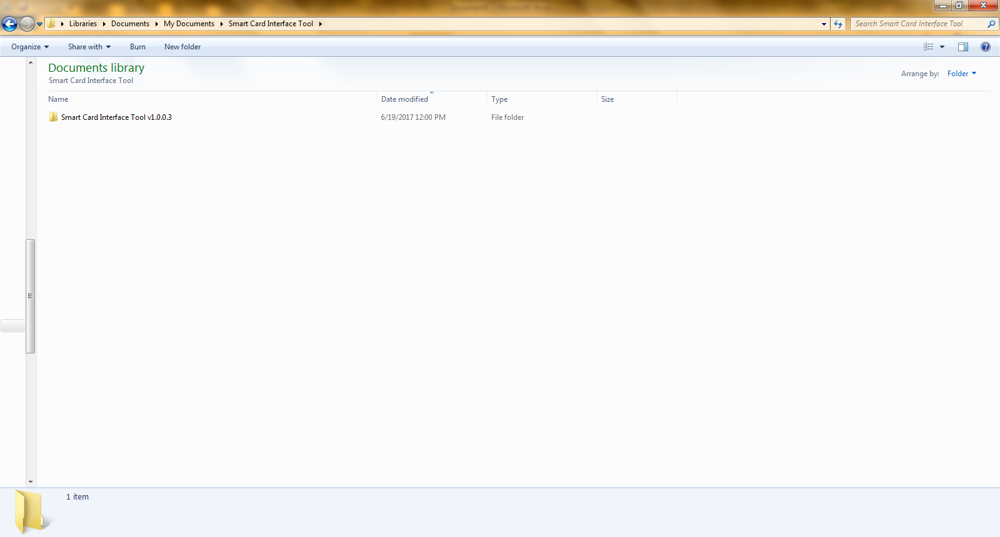 Libraries Documents My Documents Smart Card Interface Tool
Search Smart Card Interface Tool
Organize Share with Burn New folder
Documents library
Smart Card Interface Tool
Arrange by: Folder
Name Date modified Type Size
Smart Card Interface Tool v1.0.0.3 6/19/2017 12:00 PM File folder
1 item